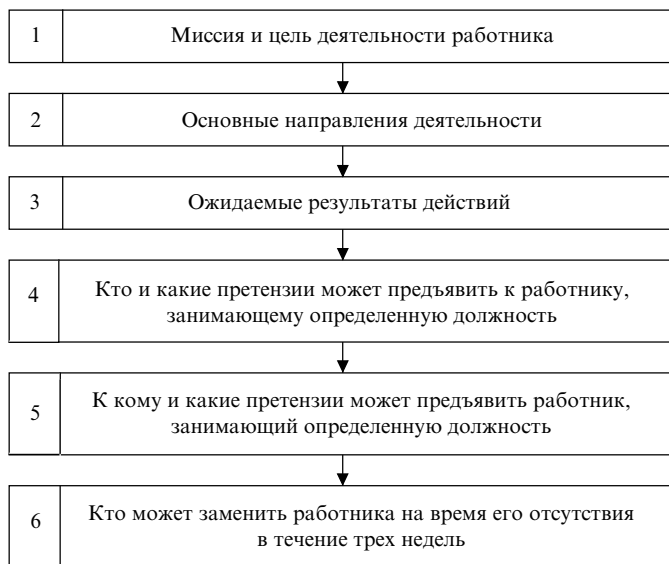 1 Миссия и цель деятельности работника
2 Основные направления деятельности
3 Ожидаемые результаты действий
4 Кто и какие претензии может предъявить к работнику,
занимающему определенную должность
5 К кому и какие претензии может предъявить работник,
занимающий определенную должность
6 Кто может заменить работника на время его отсутствия
в течение трех недель